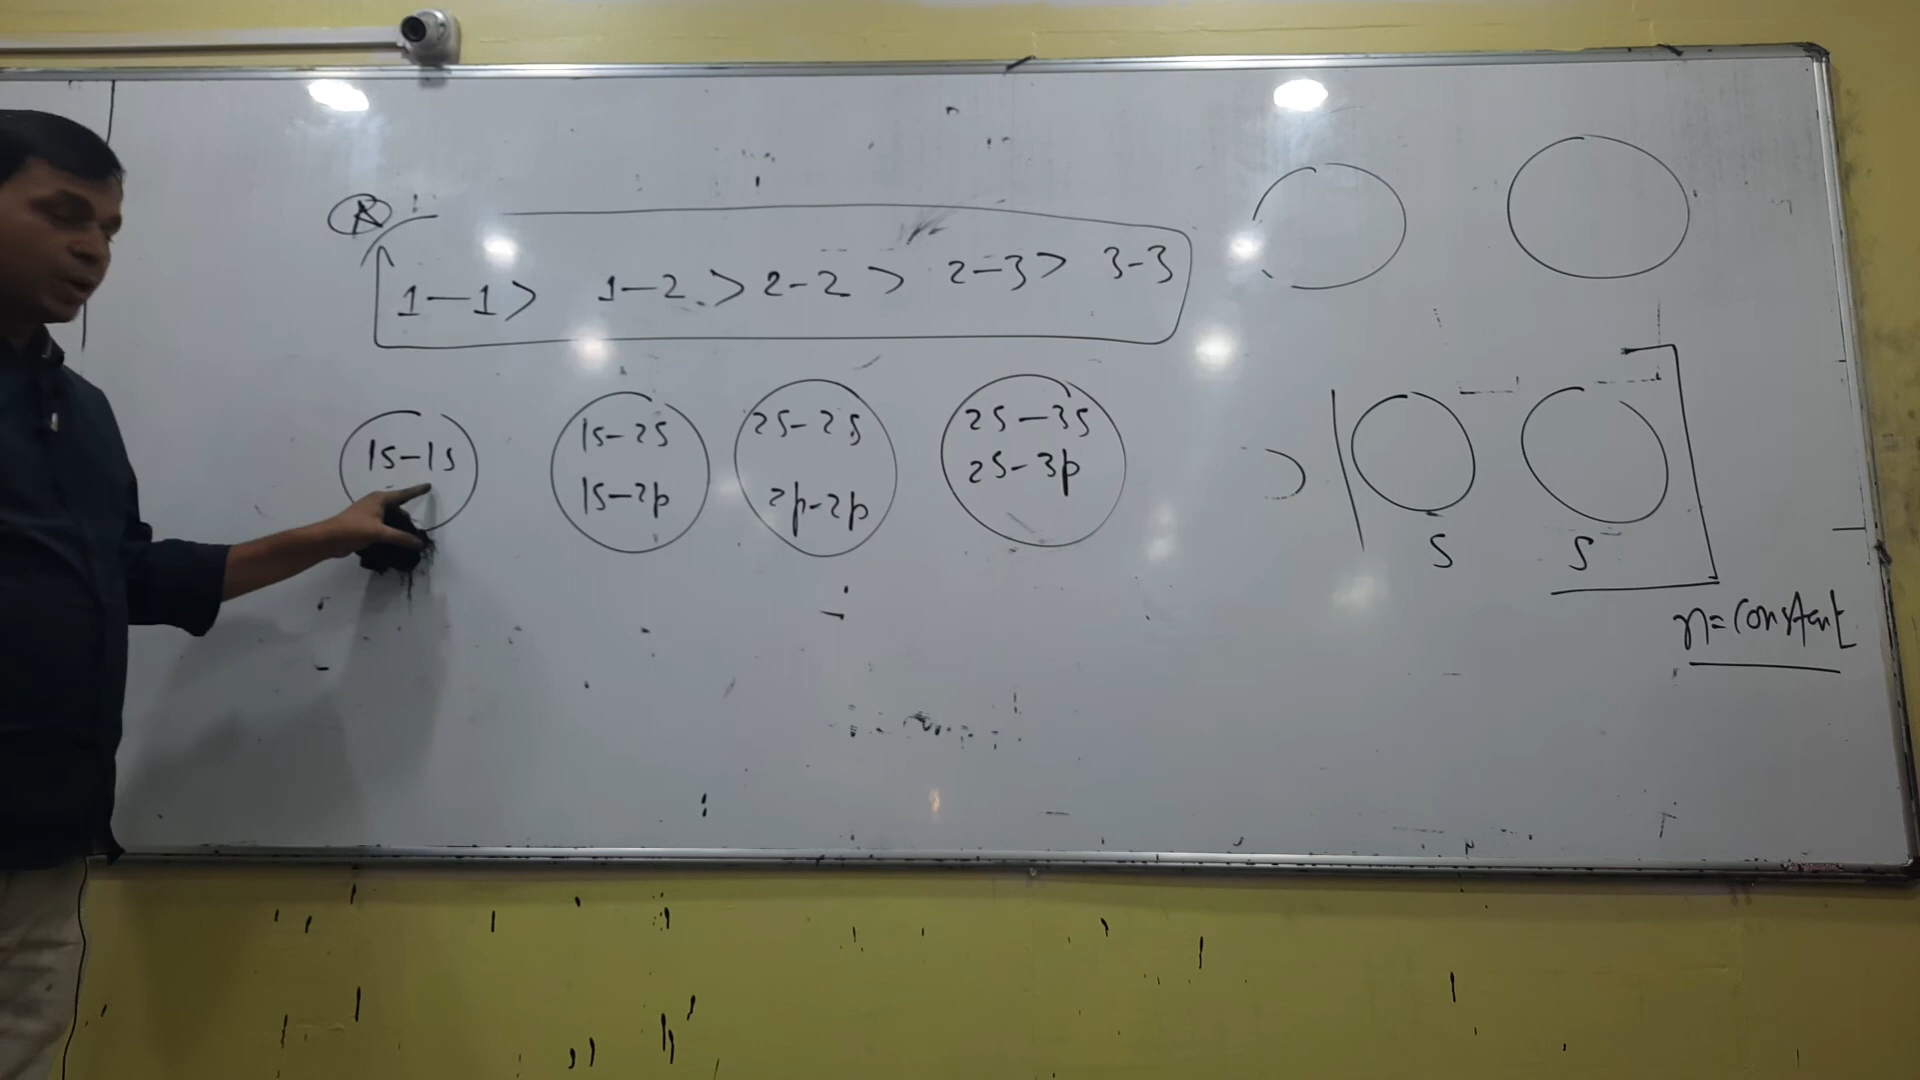 A
1—1 > 1—2 > 2-2 > 2-3 > 3-3
1s-1s
1s-2s
1s-2p
2s-2s
2p-2p
2s-3s
2s-3p
S S
n=constant